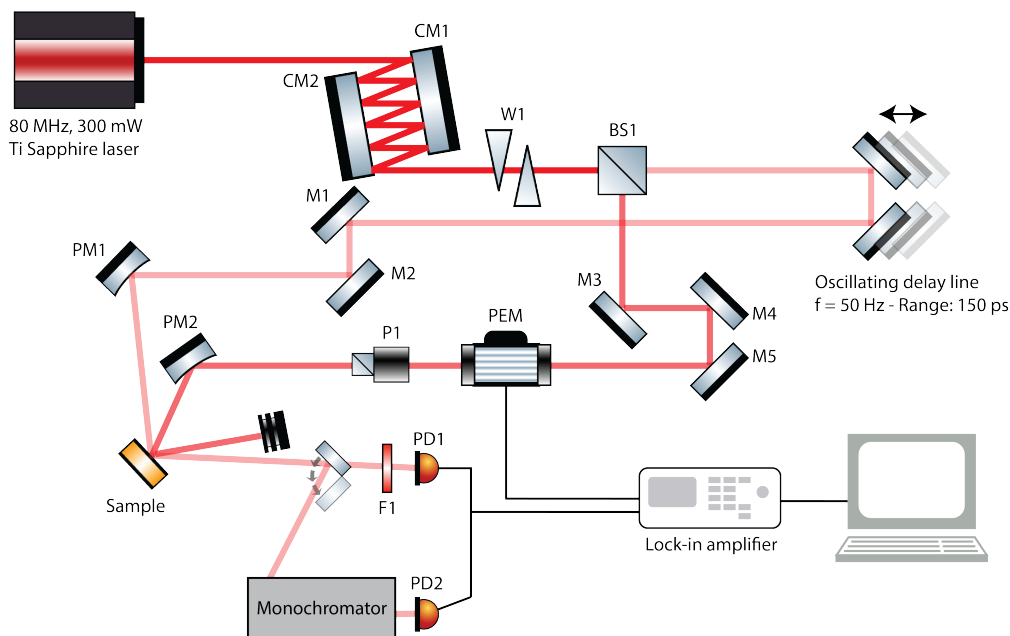 CM1
CM2
80 MHz, 300 mW
Ti Sapphire laser
W1
BS1
M1
PM1
M2
Oscillating delay line
f = 50 Hz - Range: 150 ps
M3
M4
PEM
P1
PM2
M5
PD1
Sample
F1
Lock-in amplifier
PD2
Monochromator